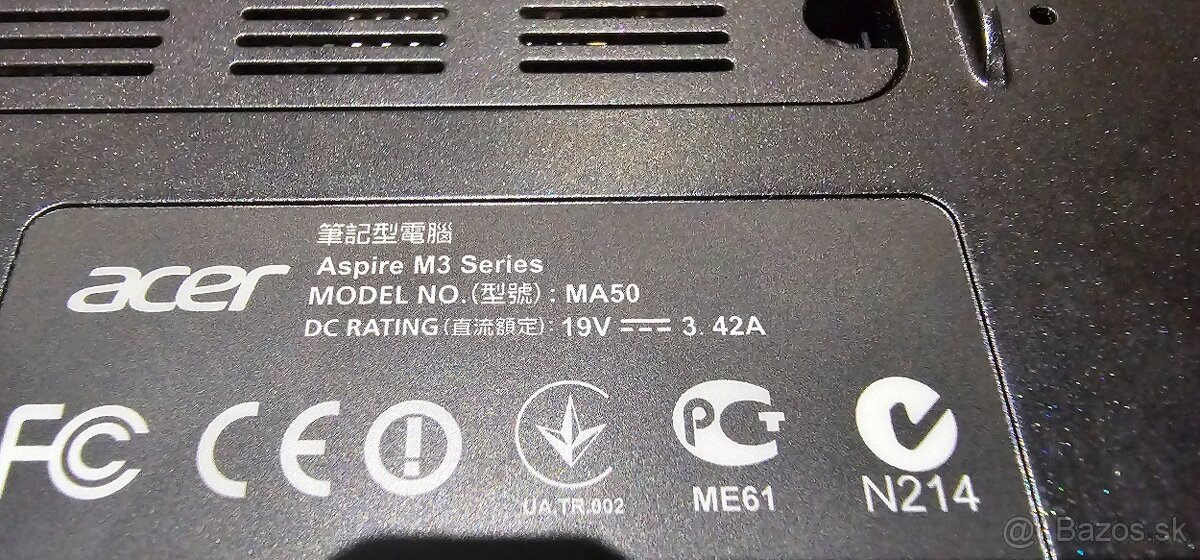 筆記型電腦
acer
Aspire M3 Series
MODEL NO.(型號): MA50
DC RATING(直流額定): 19V ⎓ 3.42A
FC CE
UA.TR.002
PCT
ME61
N214
Bazos.sk